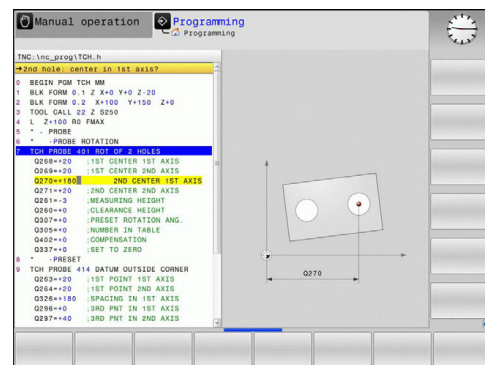 Manual operation
Programming
Programming
TNC:\nc_prog\TCH.h
→2nd hole: center in 1st axis?
0 BEGIN PGM TCH MM
1 BLK FORM 0.1 Z X+0 Y+0 Z-20
2 BLK FORM 0.2 X+100 Y+150 Z+0
3 TOOL CALL 22 Z S250
4 L Z+100 R0 FMAX
5 * - PROBE
6 * -PROBE ROTATION
7 TCH PROBE 401 ROT OF 2 HOLES
Q268=+20 ;1ST CENTER 1ST AXIS
Q269=+20 ;1ST CENTER 2ND AXIS
Q270=+180 2ND CENTER 1ST AXIS
Q271=+20 ;2ND CENTER 2ND AXIS
Q261=-3 ;MEASURING HEIGHT
Q260=+0 ;CLEARANCE HEIGHT
Q307=+0 ;PRESET ROTATION ANG.
Q305=+0 ;NUMBER IN TABLE
Q402=+0 ;COMPENSATION
Q337=+0 ;SET TO ZERO
8 * -PRESET
9 TCH PROBE 414 DATUM OUTSIDE CORNER
Q263=+20 ;1ST POINT 1ST AXIS
Q264=+20 ;1ST POINT 2ND AXIS
Q326=+180 ;SPACING IN 1ST AXIS
Q296=+0 ;3RD PNT IN 1ST AXIS
Q297=+40 ;3RD PNT IN 2ND AXIS
Q270